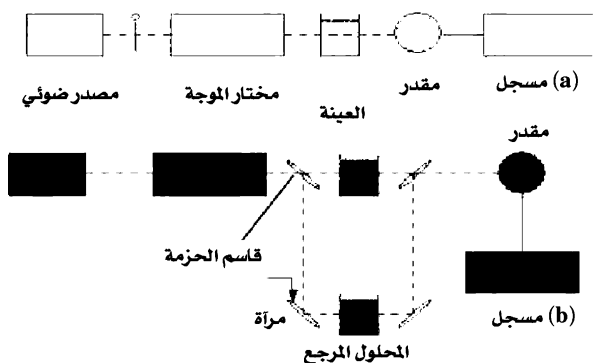 مصدر ضوئي
مختار الموجة
العينة
مقدر
(a) مسجل
مقدر
قاسم الحزمة
مرآة
المحلول المرجع
(b) مسجل